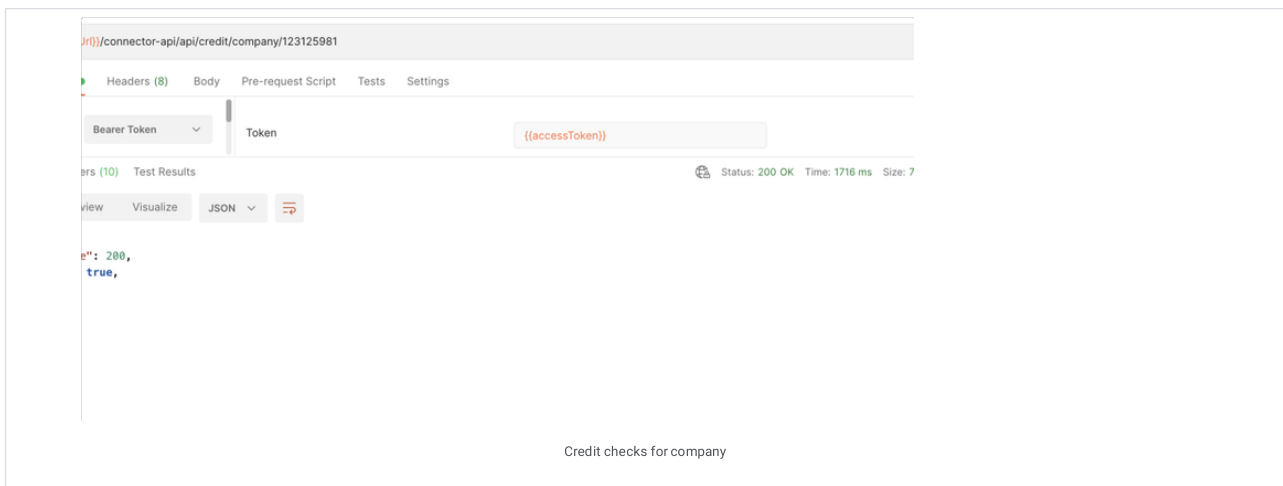 Url}}/connector-api/api/credit/company/123125981
Headers (8) Body Pre-request Script Tests Settings
Bearer Token Token {{accessToken}}
ers (10) Test Results Status: 200 OK Time: 1716 ms Size: 7
view Visualize JSON
e": 200,
true,
Credit checks for company